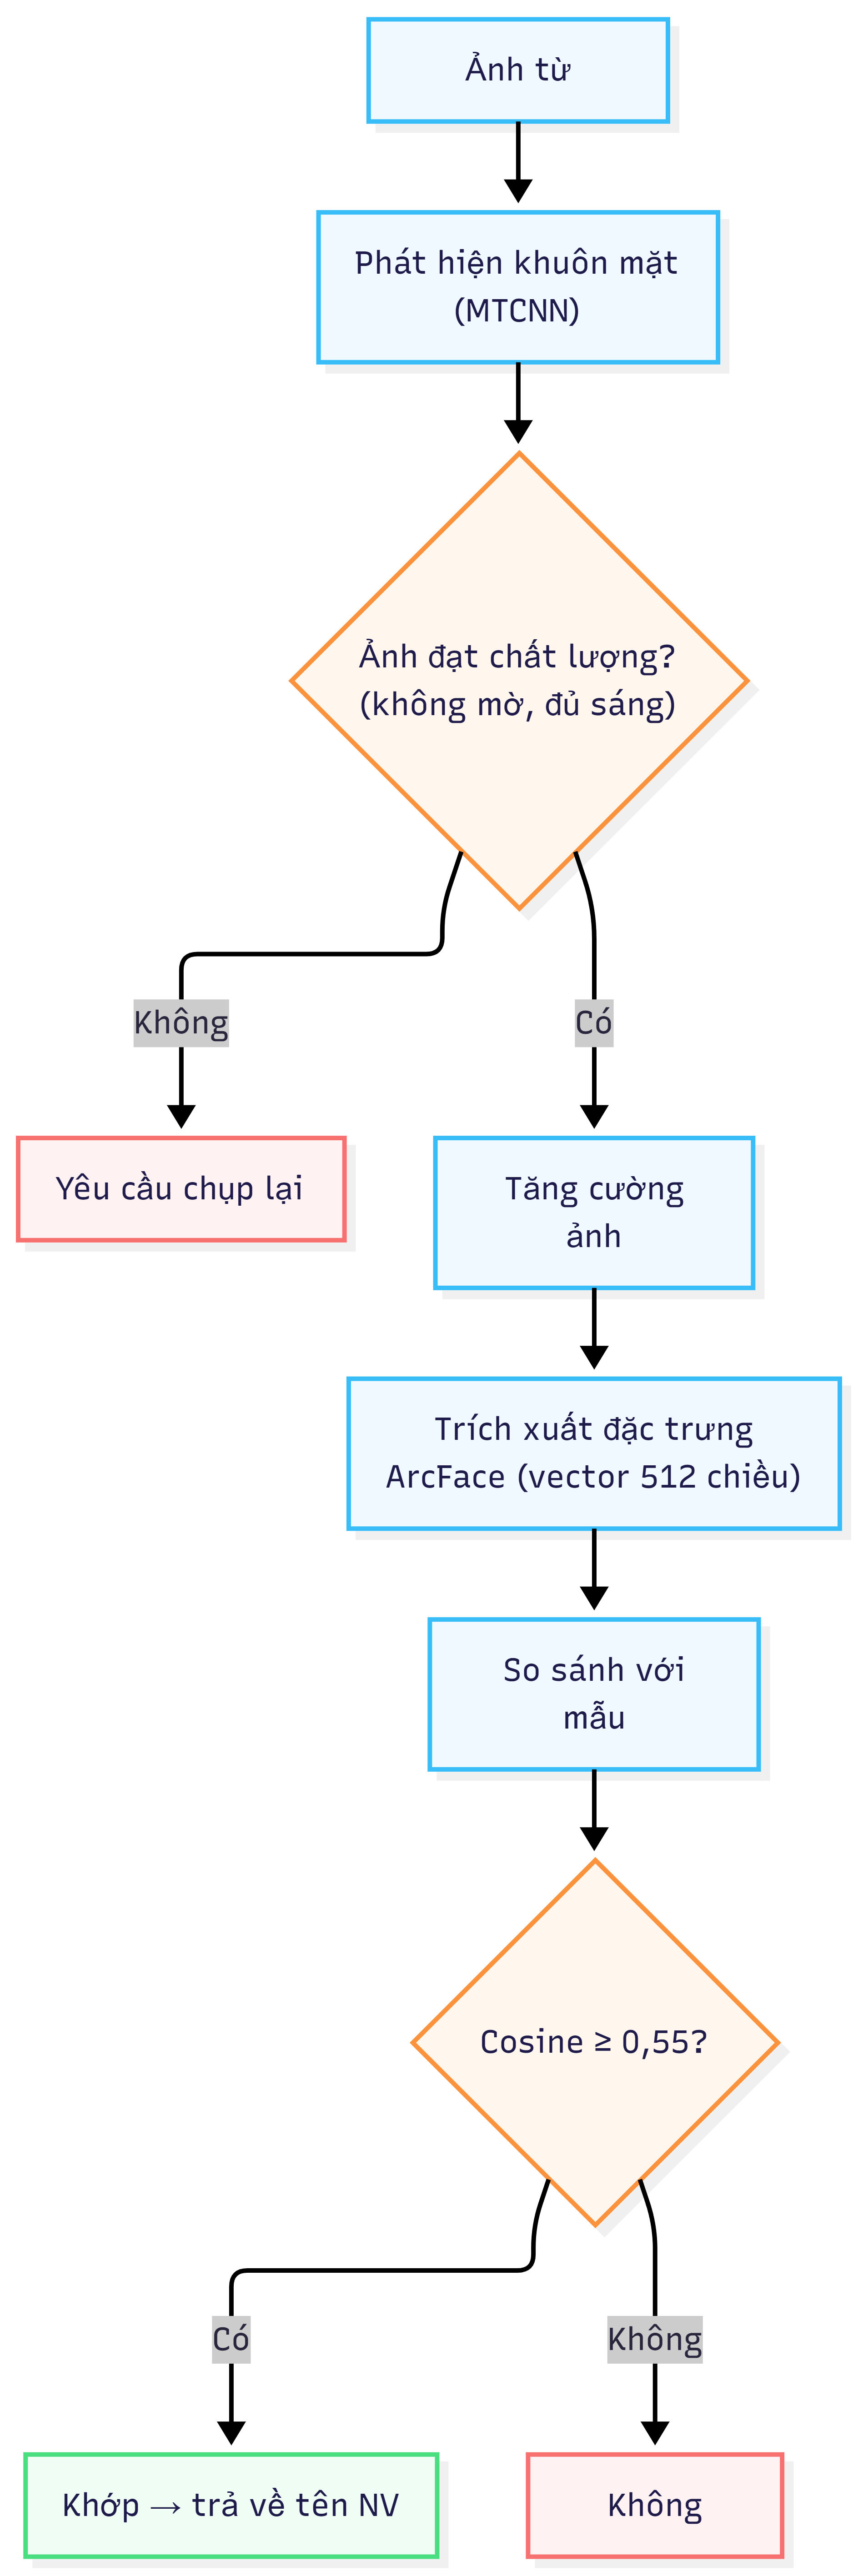 Ảnh từ
Phát hiện khuôn mặt
(MTCNN)
Ảnh đạt chất lượng?
(không mờ, đủ sáng)
Không
Có
Yêu cầu chụp lại
Tăng cường
ảnh
Trích xuất đặc trưng
ArcFace (vector 512 chiều)
So sánh với
mẫu
Cosine ≥ 0,55?
Có
Không
Khớp → trả về tên NV
Không